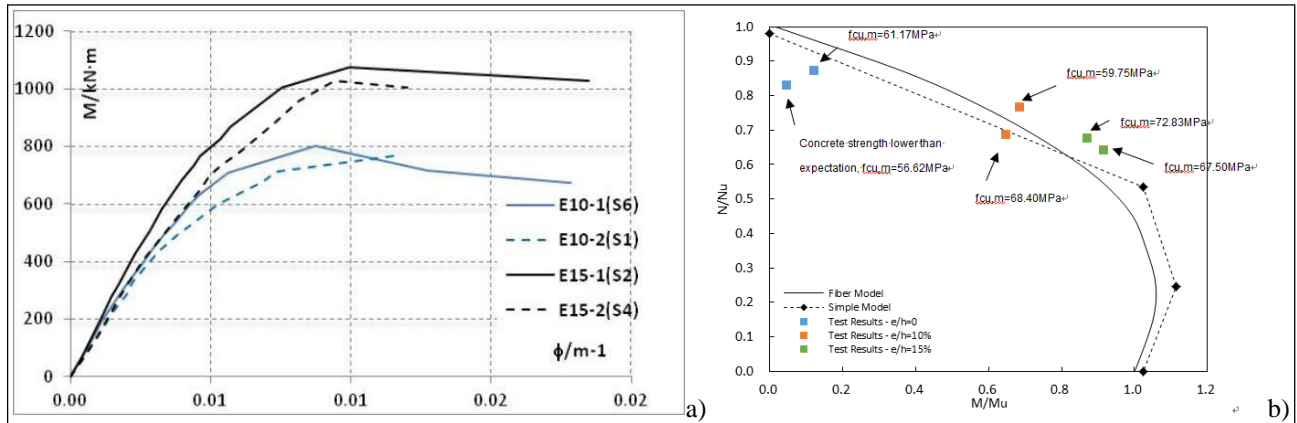 1200
1000
800
600
400
200
0
M/kN·m
0.00
0.01
0.01
0.02
0.02
ϕ/m-1
E10-1(S6)
E10-2(S1)
E15-1(S2)
E15-2(S4)
a)
1.0
0.9
0.8
0.7
0.6
0.5
0.4
0.3
0.2
0.1
0.0
N/Nu
0.0
0.2
0.4
0.6
0.8
1.0
1.2
M/Mu
fcu,m=61.17MPa
fcu,m=59.75MPa
fcu,m=72.83MPa
Concrete strength lower than
expectation, fcu,m=56.62MPa
fcu,m=67.50MPa
fcu,m=68.40MPa
Fiber Model
Simple Model
Test Results - e/h=0
Test Results - e/h=10%
Test Results - e/h=15%
b)